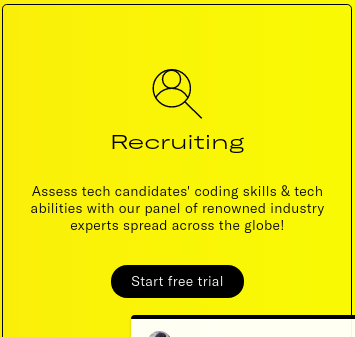 Recruiting
Assess tech candidates' coding skills & tech
abilities with our panel of renowned industry
experts spread across the globe!
Start free trial